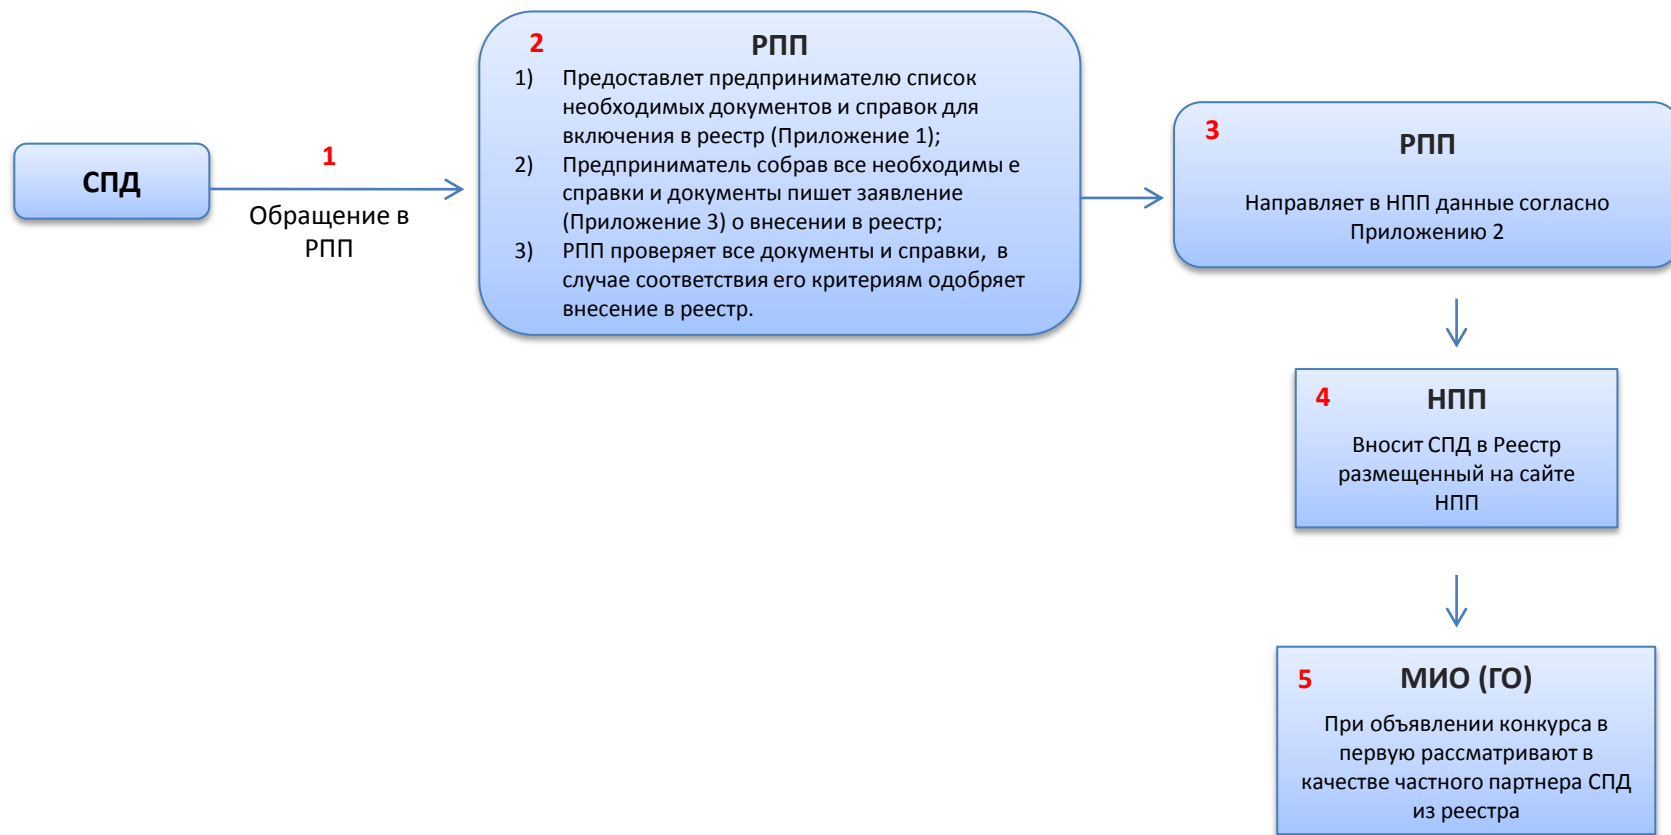 СПД
1
Обращение в
РПП
2
РПП
1) Предоставлет предпринимателю список
необходимых документов и справок для
включения в реестр (Приложение 1);
2) Предприниматель собрав все необходимы е
справки и документы пишет заявление
(Приложение 3) о внесении в реестр;
3) РПП проверяет все документы и справки, в
случае соответствия его критериям одобряет
внесение в реестр.
3
РПП
Направляет в НПП данные согласно
Приложению 2
4
НПП
Вносит СПД в Реестр
размещенный на сайте
НПП
5
МИО (ГО)
При объявлении конкурса в
первую рассматривают в
качестве частного партнера СПД
из реестра